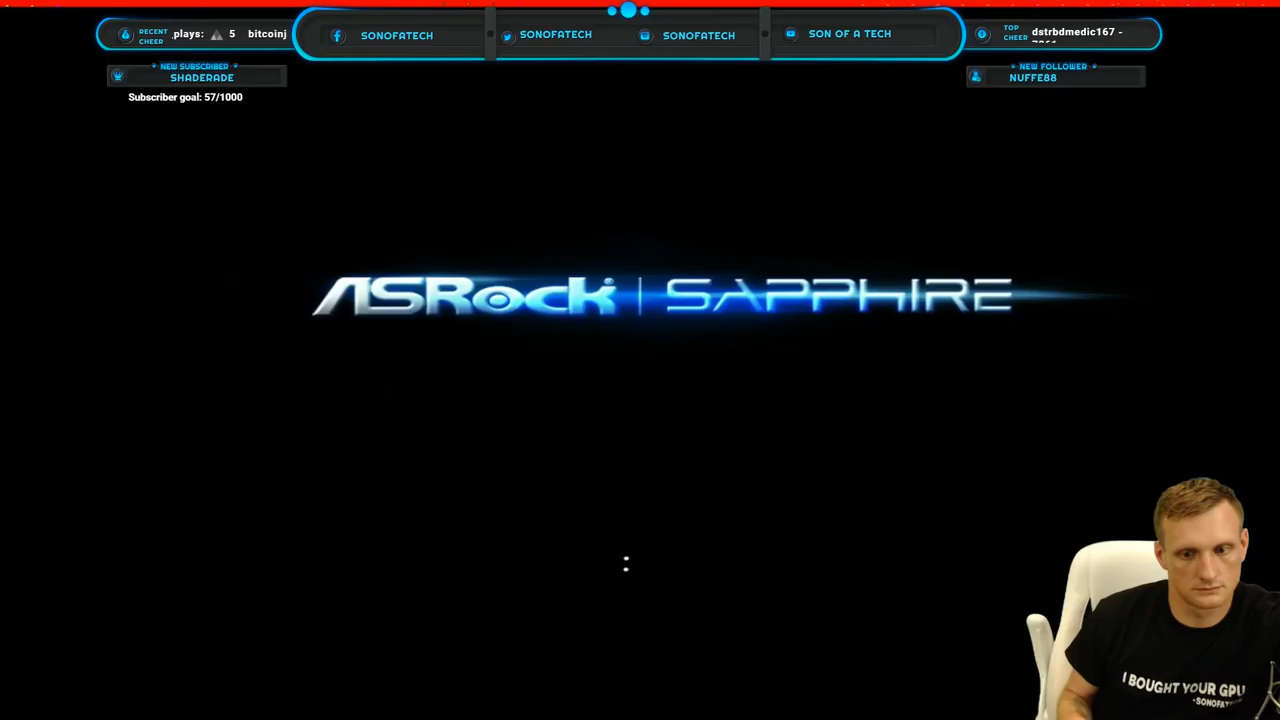 RECENT CHEER
,plays: 5 bitcoinj
SONOFATECH
SONOFATECH
SONOFATECH
SON OF A TECH
TOP CHEER
dstrbdmedic167 -
NEW SUBSCRIBER
SHADERADE
Subscriber goal: 57/1000
NEW FOLLOWER
NUFFE88
ASRock | SAPPHIRE
:
I BOUGHT YOUR GPU